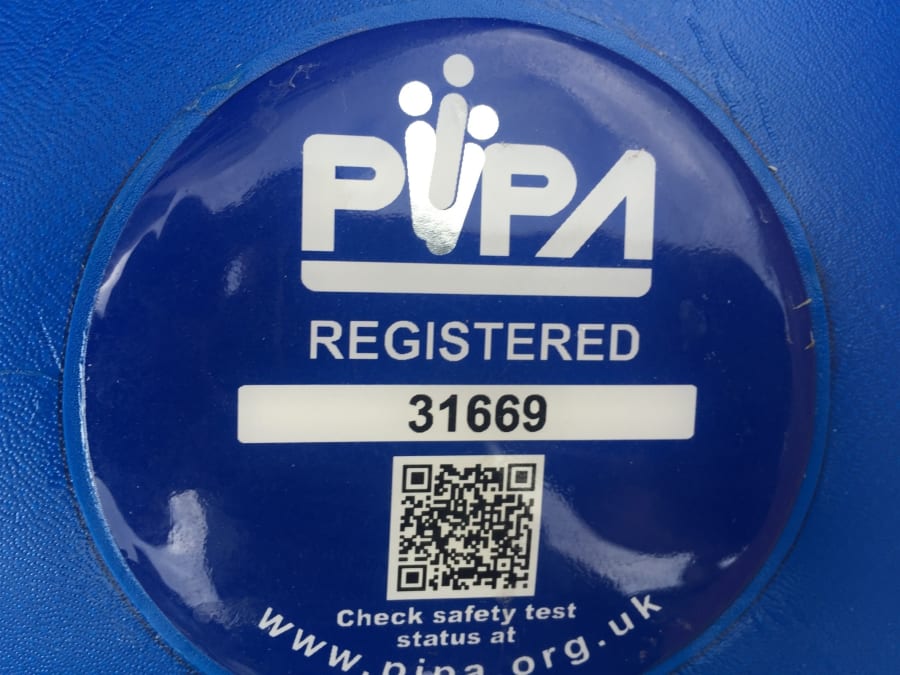 PIPA
REGISTERED
31669
Check safety test
status at
www.pipa.org.uk